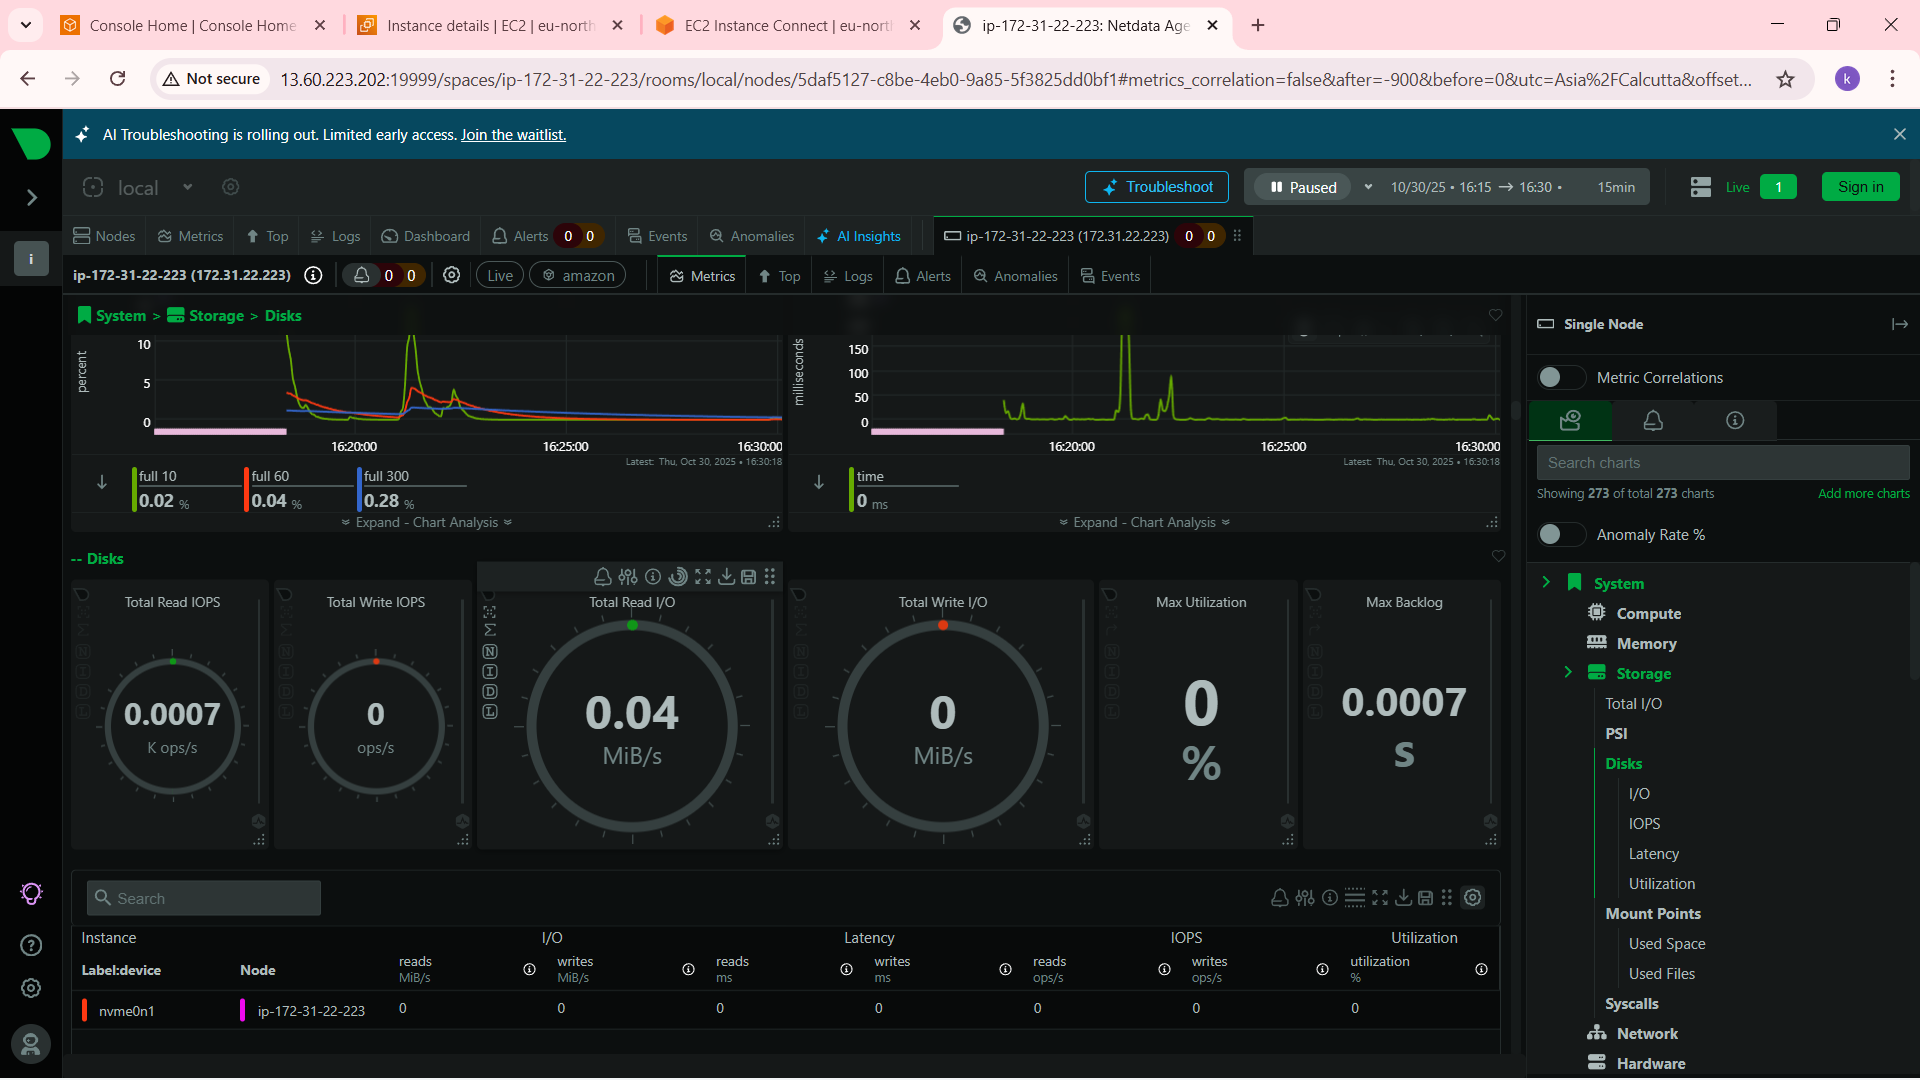 Console Home | Console Home
Instance details | EC2 | eu-north
EC2 Instance Connect | eu-north
ip-172-31-22-223: Netdata Age
Not secure
13.60.223.202:19999/spaces/ip-172-31-22-223/rooms/local/nodes/5daf5127-c8be-4eb0-9a85-5f3825dd0bf1#metrics_correlation=false&after=-900&before=0&utc=Asia%2FCalcutta&offset...
k
AI Troubleshooting is rolling out. Limited early access. Join the waitlist.
local
Troubleshoot
Paused
10/30/25 • 16:15 → 16:30 •
15min
Live
1
Sign in
Nodes
Metrics
Top
Logs
Dashboard
Alerts 0 0
Events
Anomalies
AI Insights
ip-172-31-22-223 (172.31.22.223) 0 0
i
ip-172-31-22-223 (172.31.22.223)
0 0
Live
amazon
Metrics
Top
Logs
Alerts
Anomalies
Events
System > Storage > Disks
percent
10
5
0
16:20:00
16:25:00
16:30:00
Latest: Thu, Oct 30, 2025 • 16:30:18
full 10
0.02 %
full 60
0.04 %
full 300
0.28 %
Expand - Chart Analysis
milliseconds
150
100
50
0
16:20:00
16:25:00
16:30:00
Latest: Thu, Oct 30, 2025 • 16:30:18
time
0 ms
Expand - Chart Analysis
-- Disks
Total Read IOPS
0.0007
K ops/s
Total Write IOPS
0
ops/s
Total Read I/O
N
I
D
L
0.04
MiB/s
Total Write I/O
0
MiB/s
Max Utilization
0
%
Max Backlog
0.0007
s
Search
Instance
I/O
Latency
IOPS
Utilization
Label:device
Node
reads
MiB/s
writes
MiB/s
reads
ms
writes
ms
reads
ops/s
writes
ops/s
utilization
%
nvme0n1
ip-172-31-22-223
0
0
0
0
0
0
0
Single Node
Metric Correlations
Search charts
Showing 273 of total 273 charts
Add more charts
Anomaly Rate %
System
Compute
Memory
Storage
Total I/O
PSI
Disks
I/O
IOPS
Latency
Utilization
Mount Points
Used Space
Used Files
Syscalls
Network
Hardware